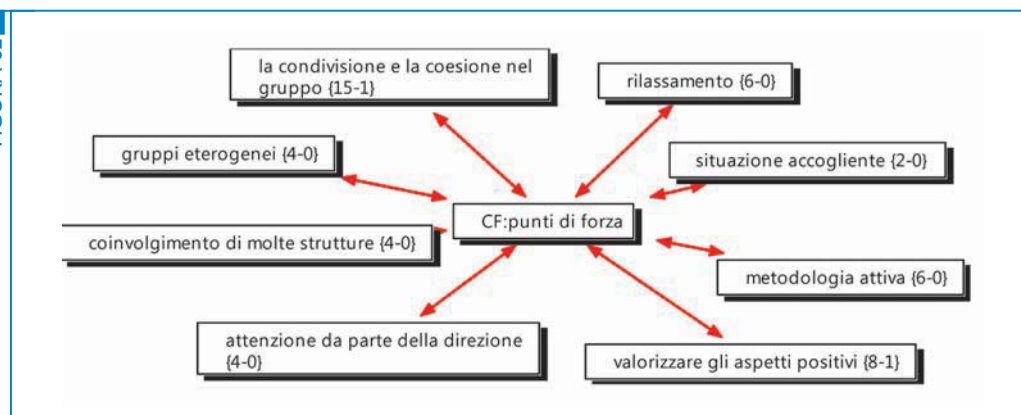 la condivisione e la coesione nel
gruppo {15-1}
rilassamento {6-0}
gruppi eterogenei {4-0}
situazione accogliente {2-0}
CF:punti di forza
coinvolgimento di molte strutture {4-0}
metodologia attiva {6-0}
attenzione da parte della direzione
{4-0}
valorizzare gli aspetti positivi {8-1}